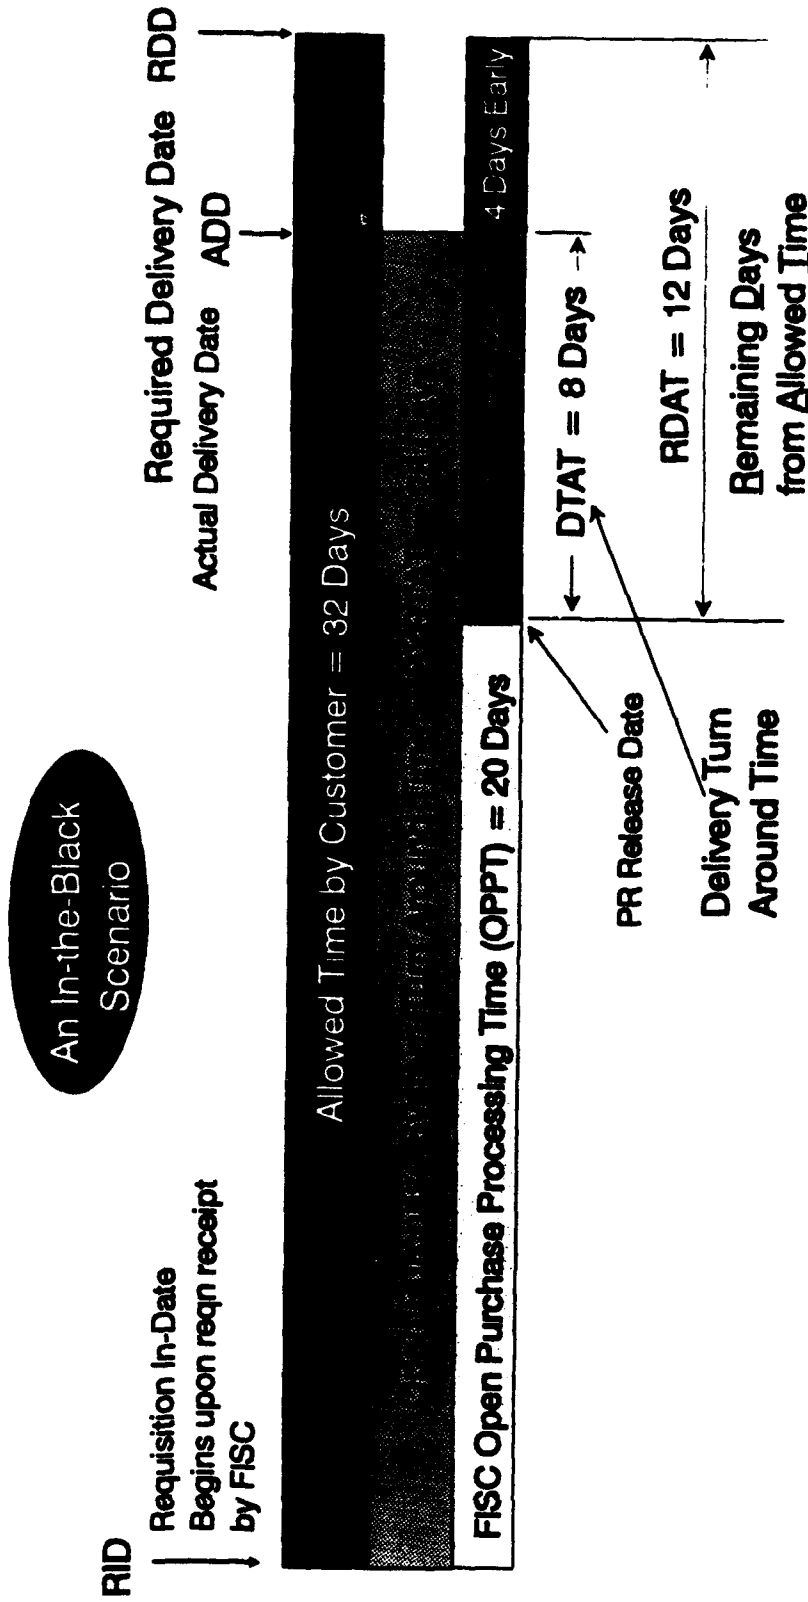 An In-the-Black
Scenario
RID
Requisition In-Date
Begins upon reqn receipt
by FISC
Required Delivery Date RDD
Actual Delivery Date ADD
Allowed Time by Customer = 32 Days
FISC Open Purchase Processing Time (OPPT) = 20 Days
4 Days Early
PR Release Date
DTAT = 8 Days
Delivery Turn
Around Time
RDAT = 12 Days
Remaining Days
from Allowed Time